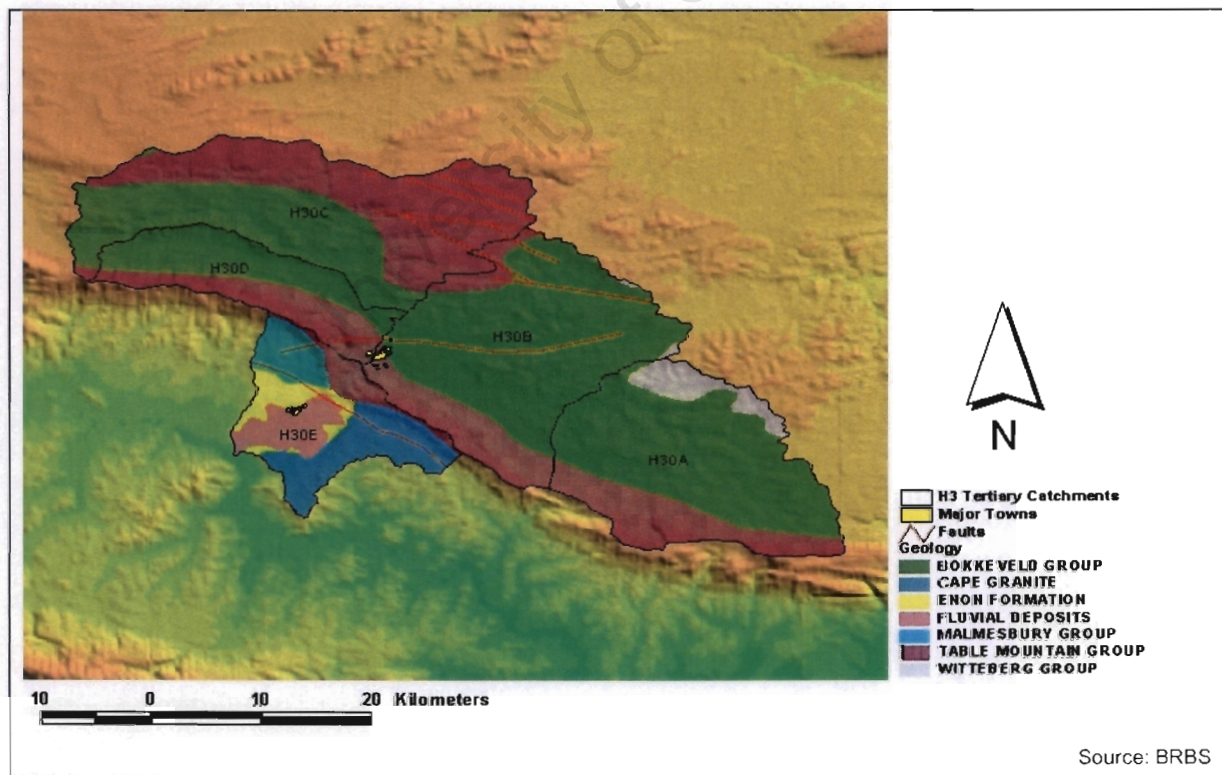 H30C
H30D
H30B
H30E
H30A
N
H3 Tertiary Catchments
Major Towns
Faults
Geology
BOKKEVELD GROUP
CAPE GRANITE
ENON FORMATION
FLUVIAL DEPOSITS
MALMESBURY GROUP
TABLE MOUNTAIN GROUP
WITTEBERG GROUP
10 0 10 20 Kilometers
Source: BRBS